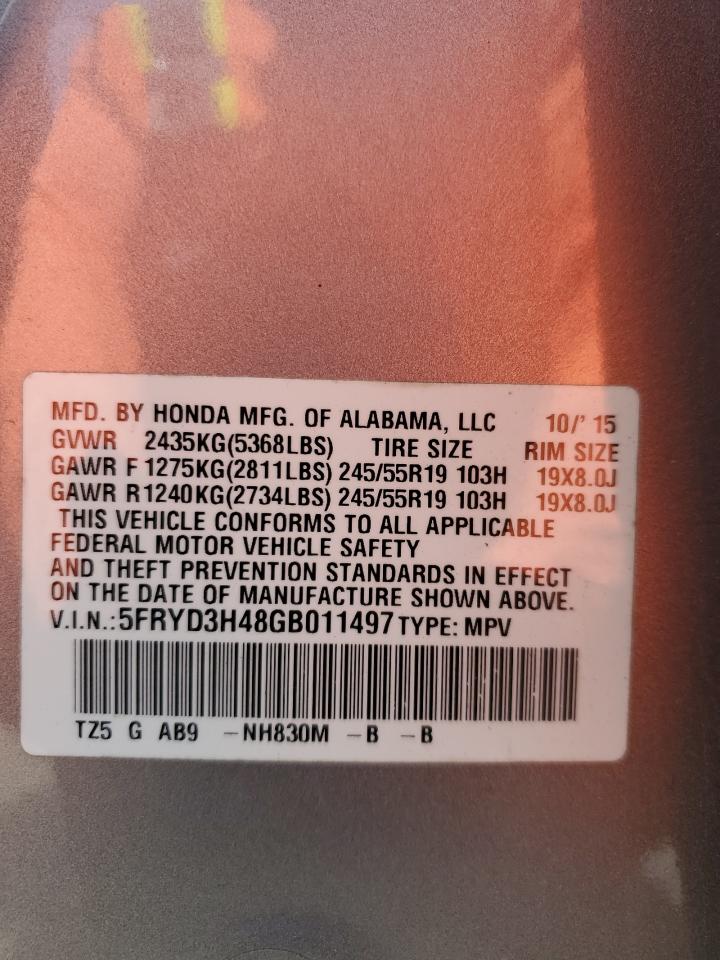 MFD. BY HONDA MFG. OF ALABAMA, LLC 10/' 15
GVWR 2435KG(5368LBS) TIRE SIZE RIM SIZE
GAWR F 1275KG(2811LBS) 245/55R19 103H 19X8.0J
GAWR R1240KG(2734LBS) 245/55R19 103H 19X8.0J
THIS VEHICLE CONFORMS TO ALL APPLICABLE
FEDERAL MOTOR VEHICLE SAFETY
AND THEFT PREVENTION STANDARDS IN EFFECT
ON THE DATE OF MANUFACTURE SHOWN ABOVE.
V.I.N.:5FRYD3H48GB011497 TYPE: MPV
TZ5 G AB9 -NH830M -B -B